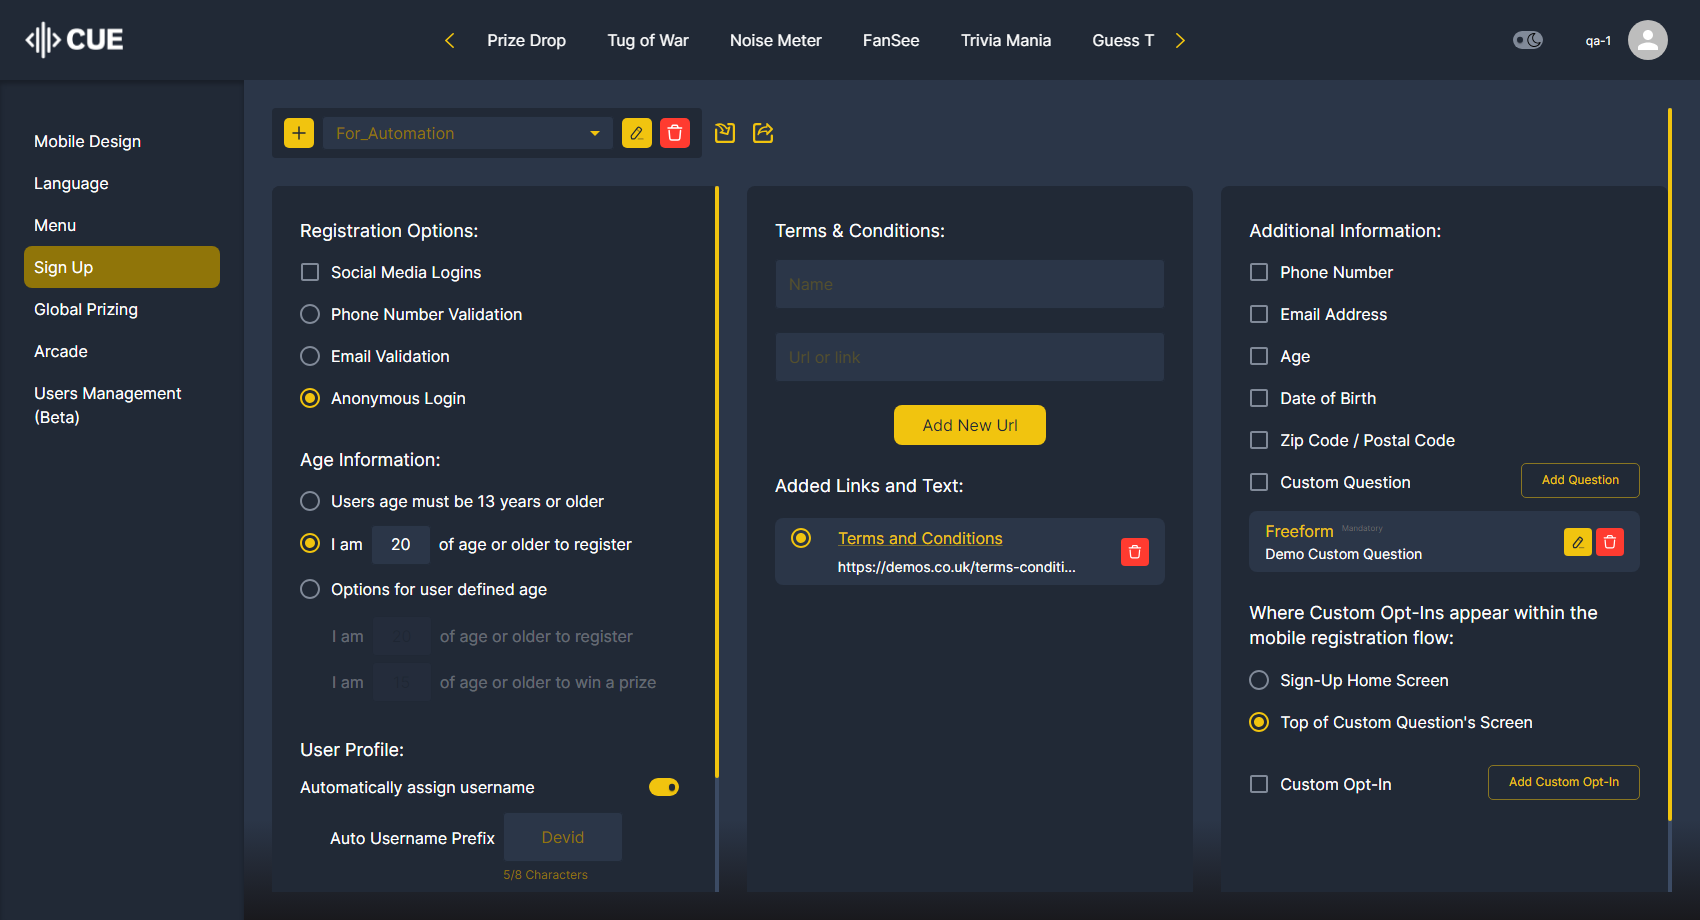 CUE
Prize Drop
Tug of War
Noise Meter
FanSee
Trivia Mania
Guess T
qa-1
Mobile Design
Language
Menu
Sign Up
Global Prizing
Arcade
Users Management
(Beta)
For_Automation
Registration Options:
Social Media Logins
Phone Number Validation
Email Validation
Anonymous Login
Age Information:
Users age must be 13 years or older
I am 20 of age or older to register
Options for user defined age
I am 20 of age or older to register
I am of age or older to win a prize
User Profile:
Automatically assign username
Auto Username Prefix Devid
5/8 Characters
Terms & Conditions:
Name
Url or link
Add New Url
Added Links and Text:
Terms and Conditions
https://demos.co.uk/terms-conditi...
Additional Information:
Phone Number
Email Address
Age
Date of Birth
Zip Code / Postal Code
Custom Question
Add Question
Freeform Mandatory
Demo Custom Question
Where Custom Opt-Ins appear within the
mobile registration flow:
Sign-Up Home Screen
Top of Custom Question's Screen
Custom Opt-In
Add Custom Opt-In